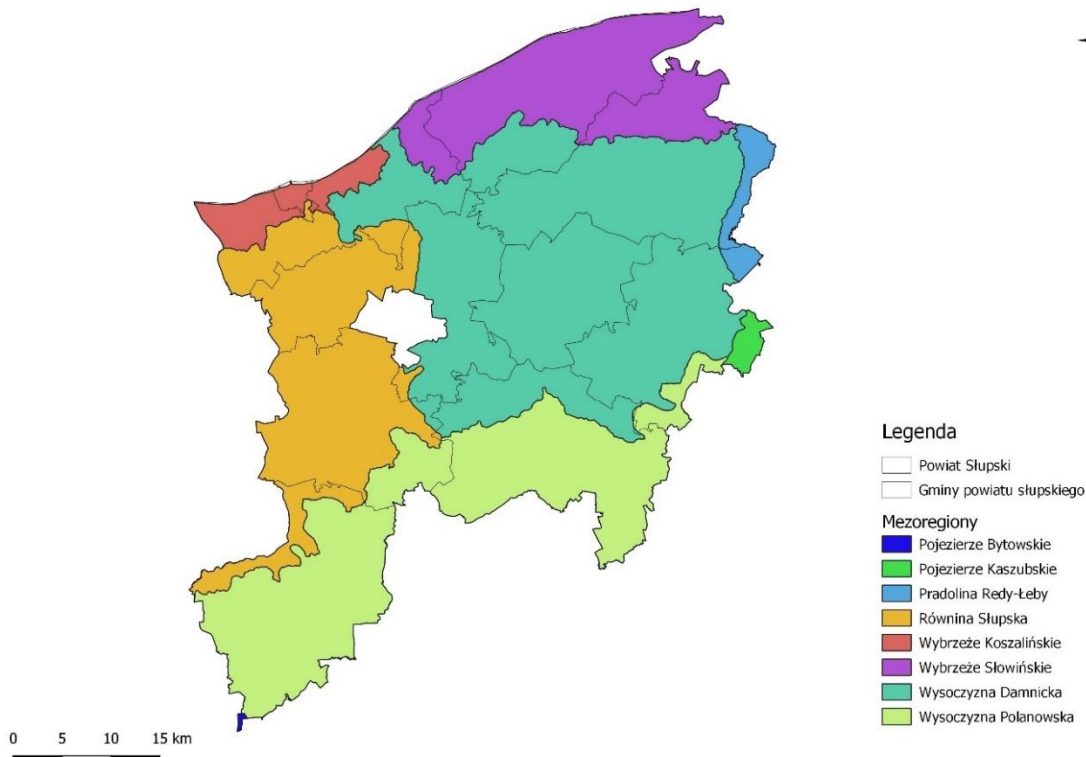 Legenda
Powiat Słupski
Gminy powiatu słupskiego
Mezoregiony
Pojezierze Bytowskie
Pojezierze Kaszubskie
Pradolina Redy-Łeby
Równina Słupska
Wybrzeże Koszalińskie
Wybrzeże Słowińskie
Wysoczyzna Damnicka
Wysoczyzna Polanowska
0 5 10 15 km